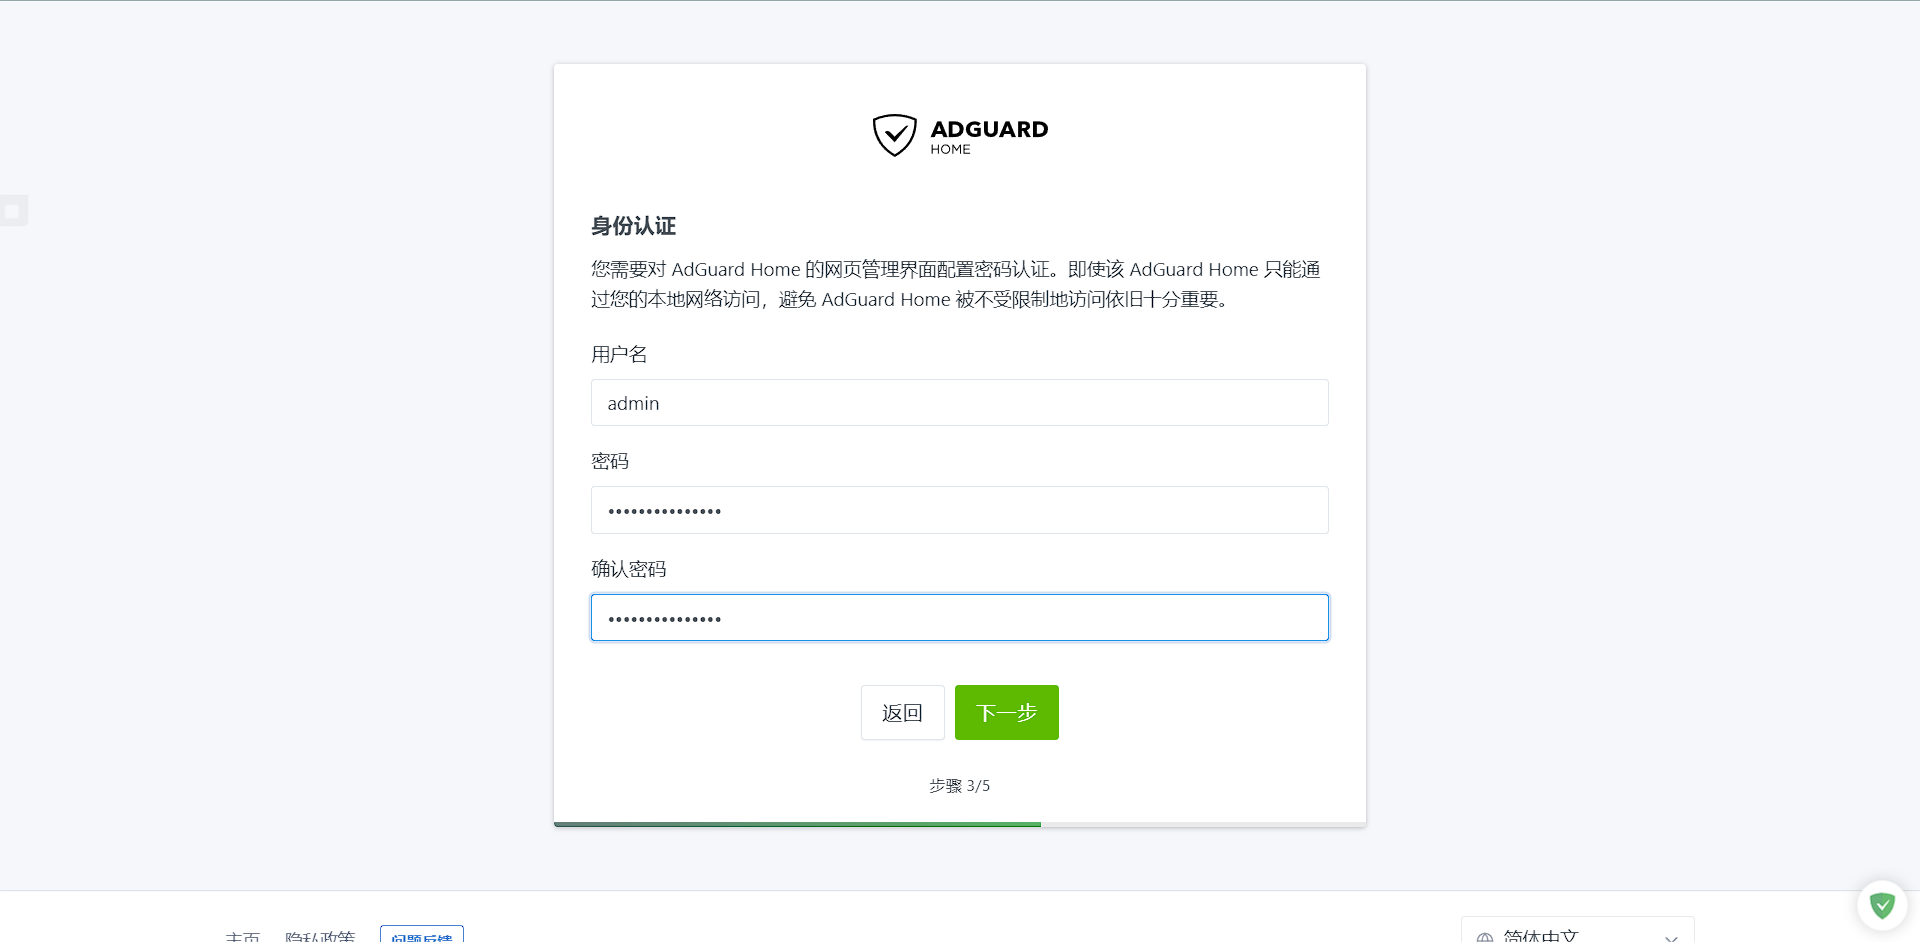 ADGUARD
HOME
身份认证
您需要对 AdGuard Home 的网页管理界面配置密码认证。即使该 AdGuard Home 只能通
过您的本地网络访问，避免 AdGuard Home 被不受限制地访问依旧十分重要。
用户名
admin
密码
•••••••••••••••
确认密码
•••••••••••••••
返回 下一步
步骤 3/5
主页 隐私政策 问题反馈 简体中文